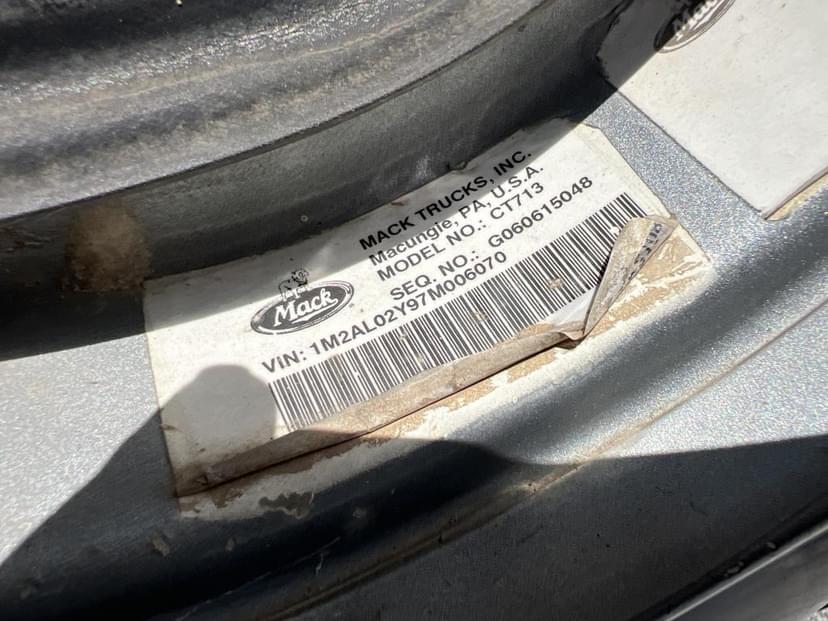 MACK TRUCKS, INC.
Macungie, PA, U.S.A.
MODEL NO.: CT713
SEQ. NO.: G060615048
Mack
VIN: 1M2AL02Y97M006070